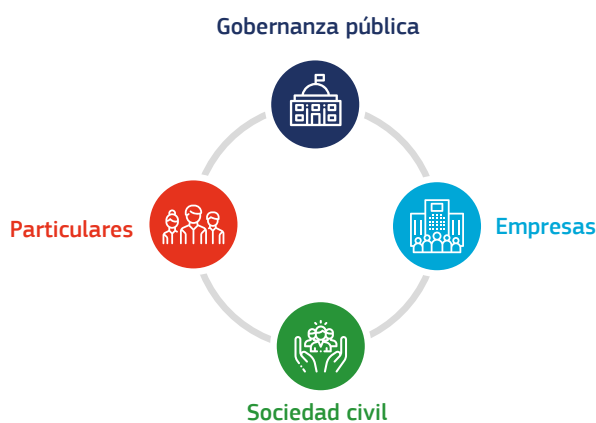 Gobernanza pública
Particulares
Empresas
Sociedad civil